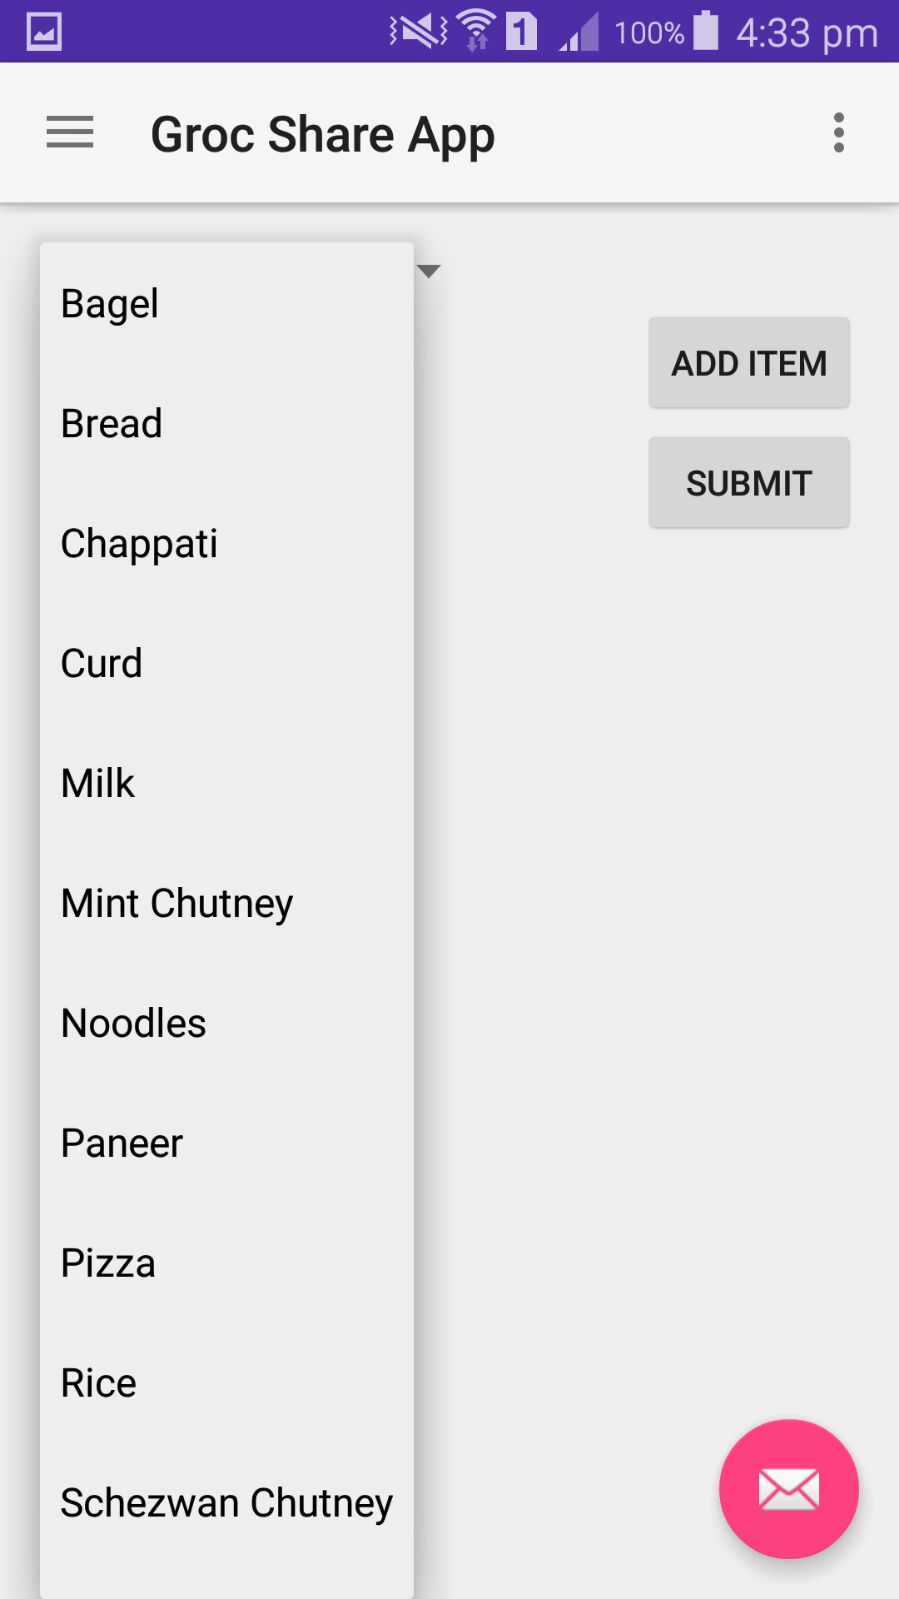 1 100% 4:33 pm
Groc Share App
Bagel
ADD ITEM
Bread
SUBMIT
Chappati
Curd
Milk
Mint Chutney
Noodles
Paneer
Pizza
Rice
Schezwan Chutney